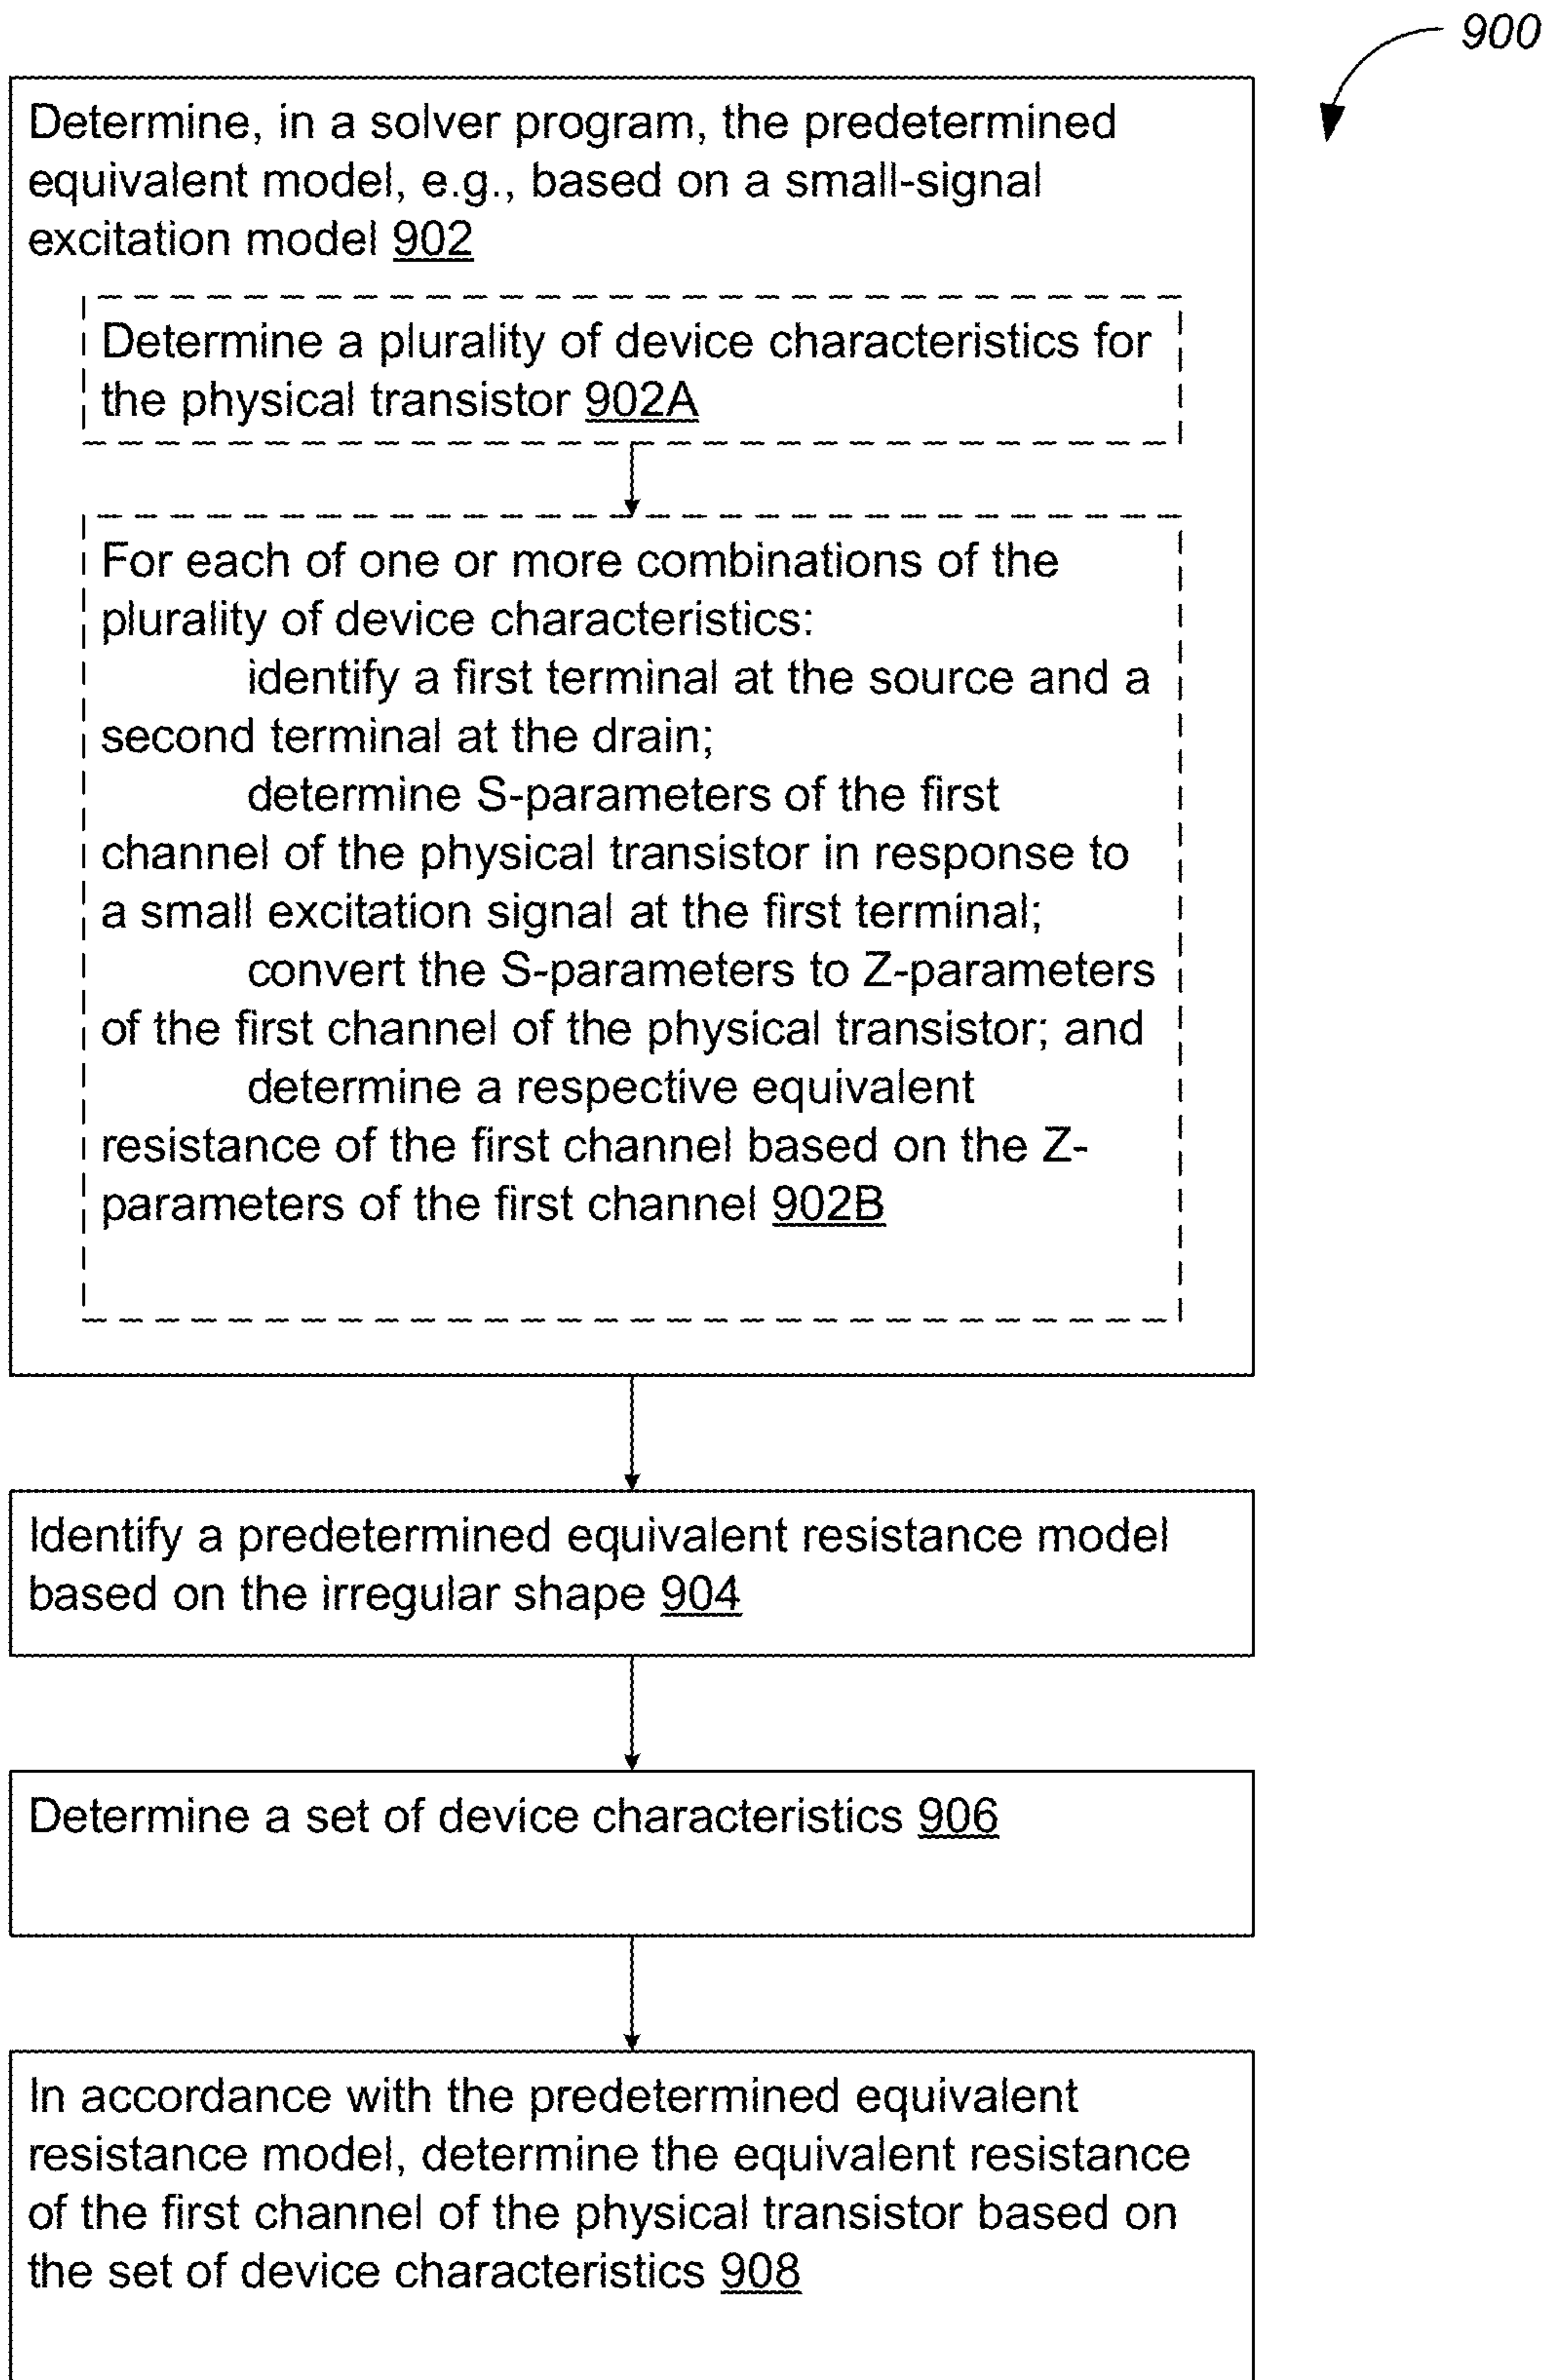 900
Determine, in a solver program, the predetermined
equivalent model, e.g., based on a small-signal
excitation model 902
Determine a plurality of device characteristics for
the physical transistor 902A
For each of one or more combinations of the
plurality of device characteristics:
identify a first terminal at the source and a
second terminal at the drain;
determine S-parameters of the first
channel of the physical transistor in response to
a small excitation signal at the first terminal;
convert the S-parameters to Z-parameters
of the first channel of the physical transistor; and
determine a respective equivalent
resistance of the first channel based on the Z-
parameters of the first channel 902B
Identify a predetermined equivalent resistance model
based on the irregular shape 904
Determine a set of device characteristics 906
In accordance with the predetermined equivalent
resistance model, determine the equivalent resistance
of the first channel of the physical transistor based on
the set of device characteristics 908